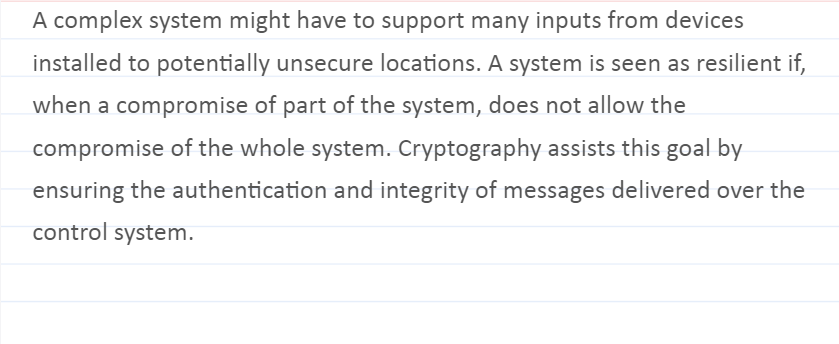 A complex system might have to support many inputs from devices
installed to potentially unsecure locations. A system is seen as resilient if,
when a compromise of part of the system, does not allow the
compromise of the whole system. Cryptography assists this goal by
ensuring the authentication and integrity of messages delivered over the
control system.